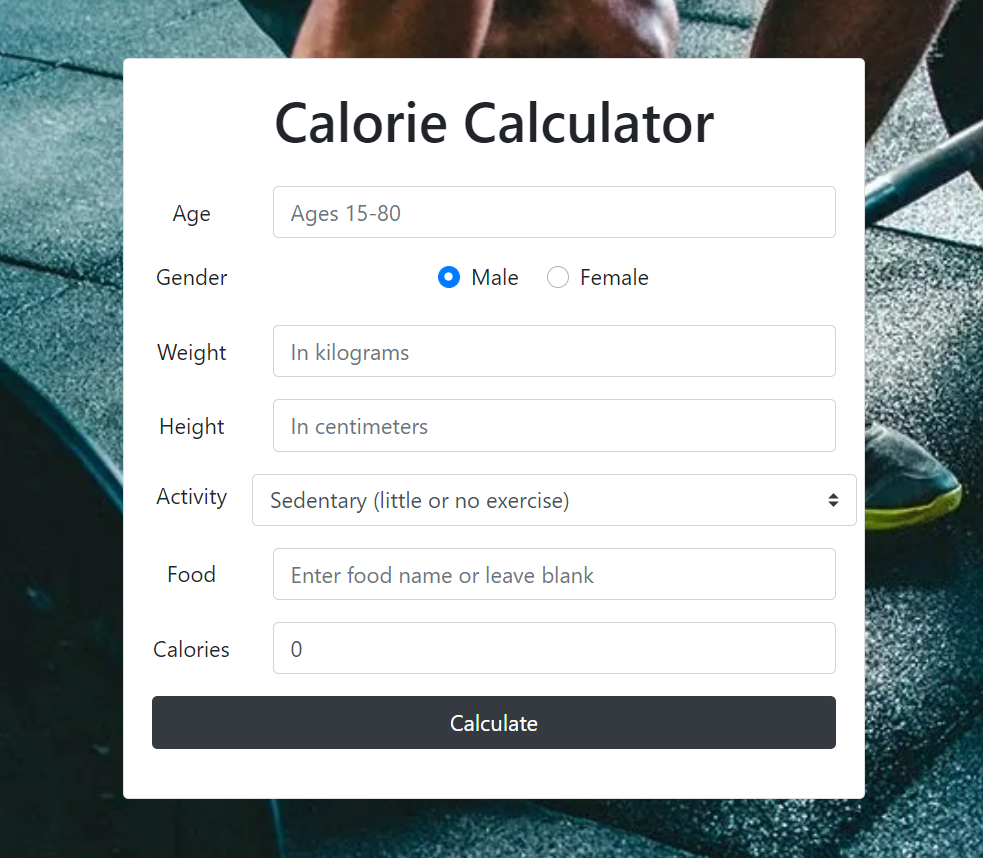 Calorie Calculator
Age Ages 15-80
Gender Male Female
Weight In kilograms
Height In centimeters
Activity Sedentary (little or no exercise)
Food Enter food name or leave blank
Calories 0
Calculate